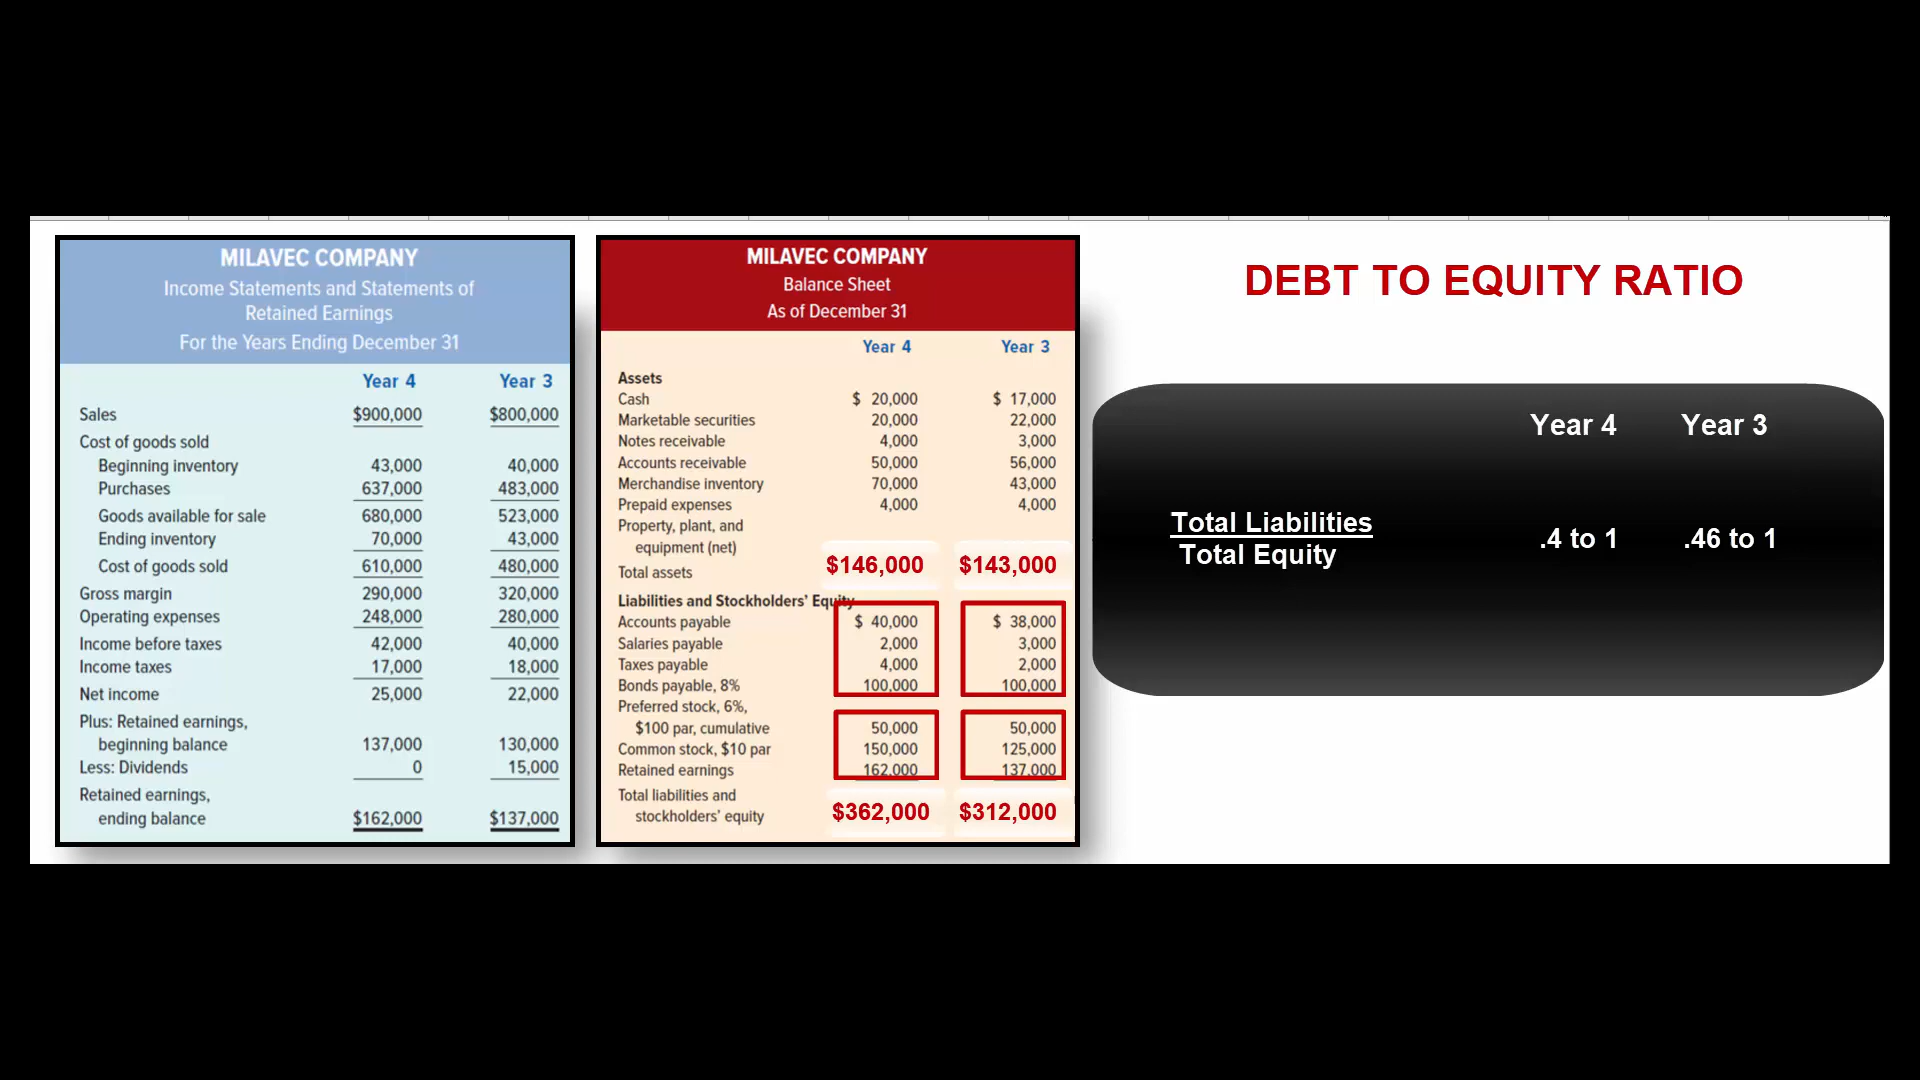 MILAVEC COMPANY
Income Statements and Statements of
Retained Earnings
For the Years Ending December 31
Year 4 Year 3
Sales $900,000 $800,000
Cost of goods sold
Beginning inventory 43,000 40,000
Purchases 637,000 483,000
Goods available for sale 680,000 523,000
Ending inventory 70,000 43,000
Cost of goods sold 610,000 480,000
Gross margin 290,000 320,000
Operating expenses 248,000 280,000
Income before taxes 42,000 40,000
Income taxes 17,000 18,000
Net income 25,000 22,000
Plus: Retained earnings,
beginning balance 137,000 130,000
Less: Dividends 0 15,000
Retained earnings,
ending balance $162,000 $137,000
MILAVEC COMPANY
Balance Sheet
As of December 31
Year 4 Year 3
Assets
Cash $ 20,000 $ 17,000
Marketable securities 20,000 22,000
Notes receivable 4,000 3,000
Accounts receivable 50,000 56,000
Merchandise inventory 70,000 43,000
Prepaid expenses 4,000 4,000
Property, plant, and
equipment (net)
Total assets $146,000 $143,000
Liabilities and Stockholders' Equity
Accounts payable $ 40,000 $ 38,000
Salaries payable 2,000 3,000
Taxes payable 4,000 2,000
Bonds payable, 8% 100,000 100,000
Preferred stock, 6%,
$100 par, cumulative 50,000 50,000
Common stock, $10 par 150,000 125,000
Retained earnings 162,000 137,000
Total liabilities and
stockholders' equity $362,000 $312,000
DEBT TO EQUITY RATIO
Year 4 Year 3
Total Liabilities
Total Equity
.4 to 1 .46 to 1